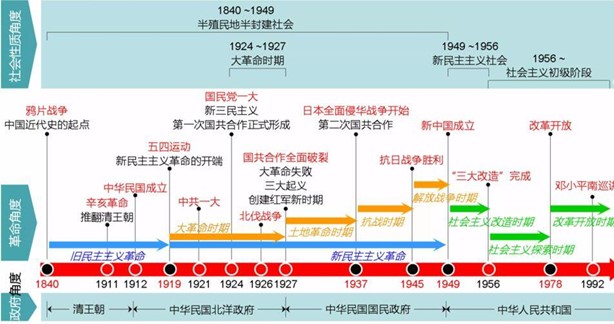 社会性质角度
1840 ~1949
半殖民地半封建社会
1924 ~1927
大革命时期
1949 ~1956
新民主主义社会
1956 ~
社会主义初级阶段
革命角度
鸦片战争
中国近代史的起点
辛亥革命
推翻清王朝
中华民国成立
五四运动
新民主主义革命的开端
中共一大
国民党一大
新三民主义
第一次国共合作正式形成
北伐战争
国共合作全面破裂
大革命失败
三大起义
创建红军新时期
日本全面侵华战争开始
第二次国共合作
抗日战争胜利
新中国成立
“三大改造”完成
改革开放
邓小平南巡讲
旧民主主义革命
新民主主义革命
大革命时期
土地革命时期
抗战时期
解放战争时期
社会主义改造时期
社会主义探索时期
改革开放时期
1840
1911
1912
1919
1921
1924
1926
1927
1937
1945
1949
1956
1978
1992
政府角度
清王朝
中华民国北洋政府
中华民国国民政府
中华人民共和国